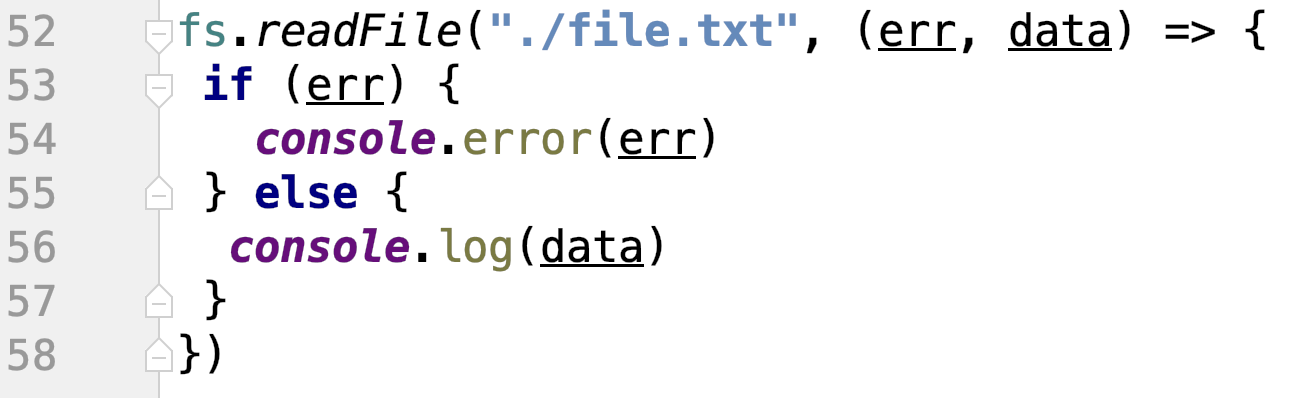 52 fs.readFile("./file.txt", (err, data) => {
53  if (err) {
54    console.error(err)
55  } else {
56   console.log(data)
57  }
58 })